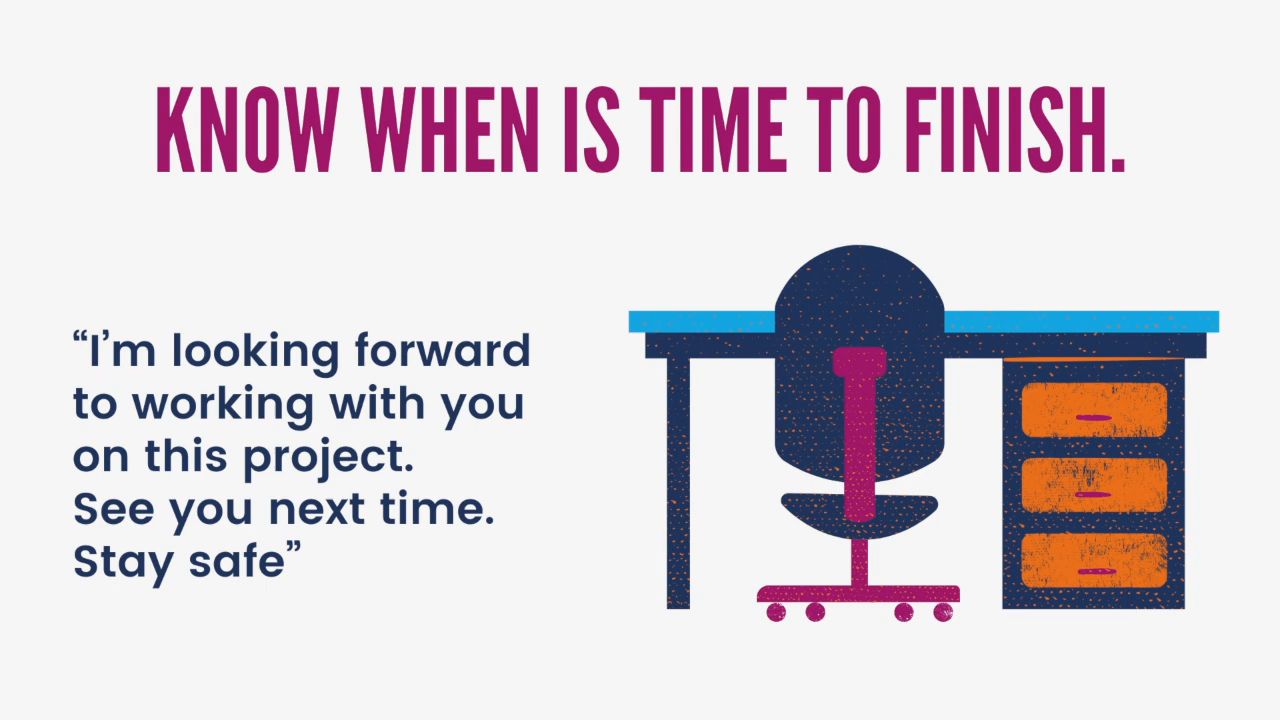 KNOW WHEN IS TIME TO FINISH.
“I’m looking forward
to working with you
on this project.
See you next time.
Stay safe”